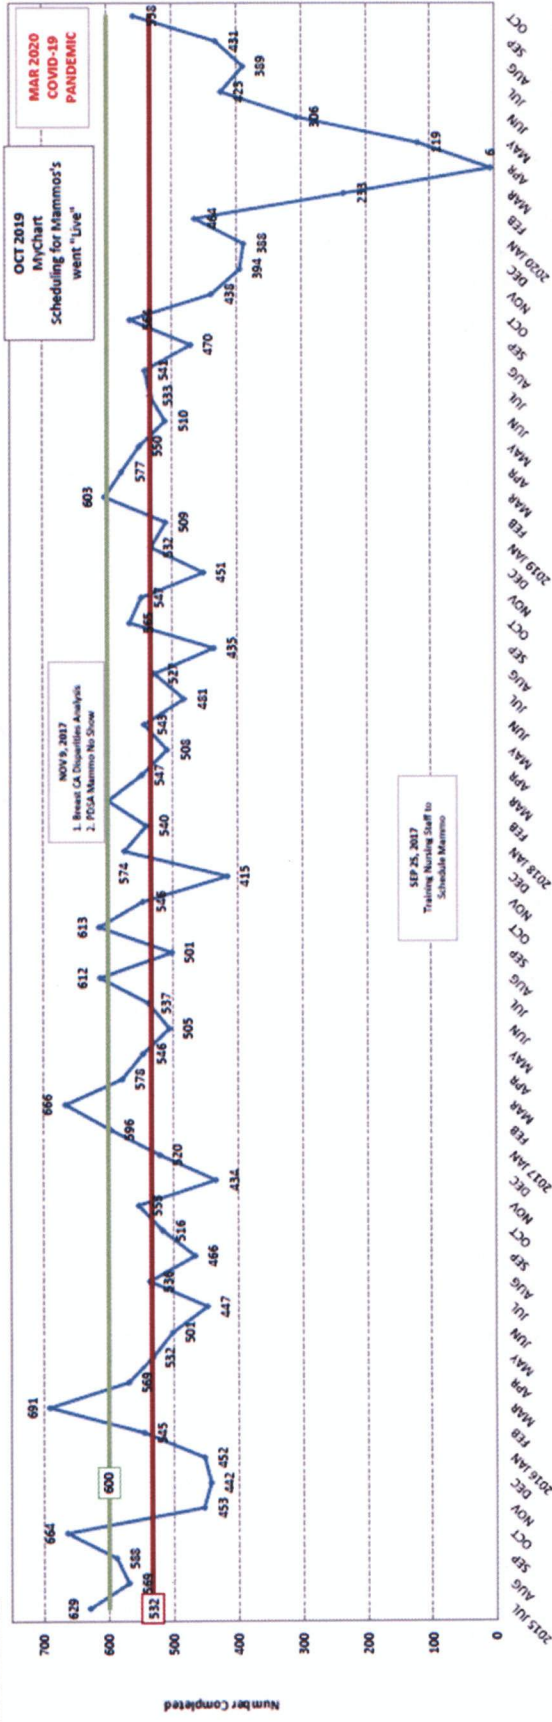 Number Completed
700
600
500
400
300
200
100
0
MAR 2020
COVID-19
PANDEMIC
OCT 2019
MyChart
Scheduling for Mammos's
went "Live"
NOV 9, 2017
1. Breast CA Disparities Analysis
2. PDSA Mammo No Show
SEP 25, 2017
Training Nursing Staff to
Schedule Mammo
600
532
629
569
588
664
453
442
452
545
691
569
532
501
447
536
466
516
555
434
520
596
666
578
546
505
537
612
501
613
546
415
574
540
547
508
543
481
527
435
565
547
451
532
509
603
577
550
510
533
541
470
438
394
388
464
233
6
119
306
423
389
431
558
2015 JUL
AUG
SEP
OCT
NOV
DEC
2016 JAN
FEB
MAR
APR
MAY
JUN
JUL
AUG
SEP
OCT
NOV
DEC
2017 JAN
FEB
MAR
APR
MAY
JUN
JUL
AUG
SEP
OCT
NOV
DEC
2018 JAN
FEB
MAR
APR
MAY
JUN
JUL
AUG
SEP
OCT
NOV
DEC
2019 JAN
FEB
MAR
APR
MAY
JUN
JUL
AUG
SEP
OCT
NOV
DEC
2020 JAN
FEB
MAR
APR
MAY
JUN
JUL
AUG
SEP
OCT